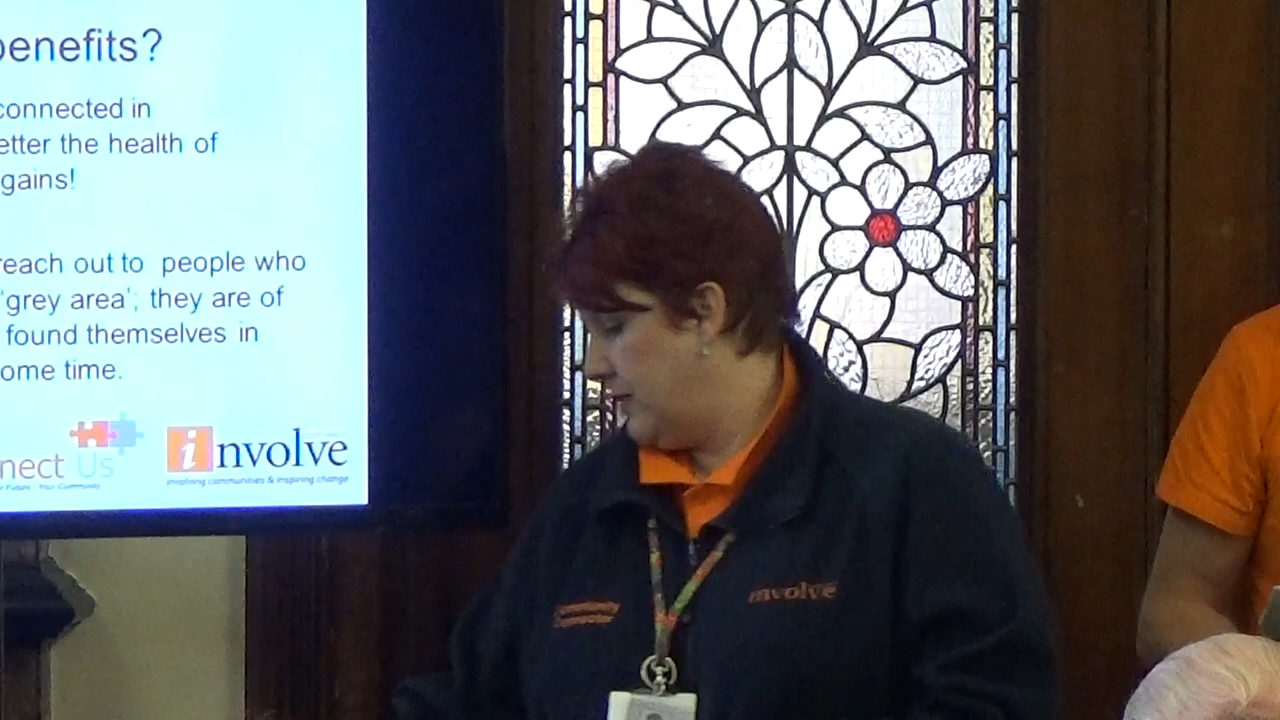 benefits?
connected in
etter the health of
gains!
reach out to people who
'grey area'; they are of
found themselves in
ome time.
nect Us
involve
involving communities & inspiring change
involve